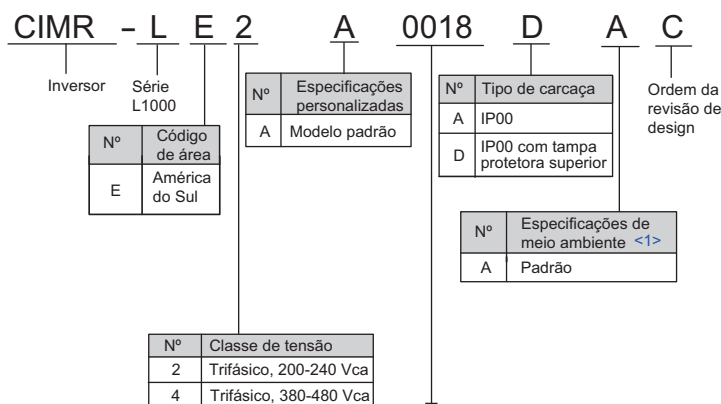 CIMR - L E 2 A 0018 D A C
Inversor
Série
L1000
Nº Código
de área
E América
do Sul
Nº Especificações
personalizadas
A Modelo padrão
Nº Tipo de carcaça
A IP00
D IP00 com tampa
protetora superior
Ordem da
revisão de
design
Nº Especificações de
meio ambiente <1>
A Padrão
Nº Classe de tensão
2 Trifásico, 200-240 Vca
4 Trifásico, 380-480 Vca